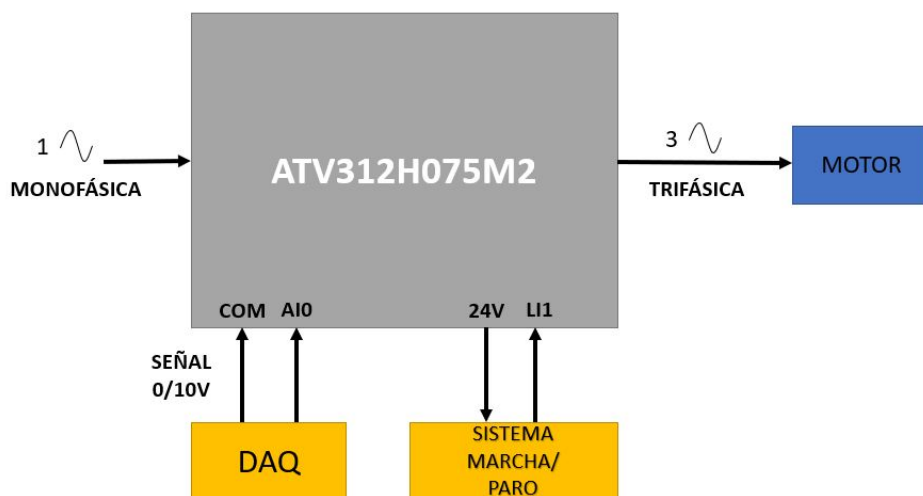 1
MONOFÁSICA
ATV312H075M2
3
TRIFÁSICA
MOTOR
COM AI0
24V LI1
SEÑAL
0/10V
DAQ
SISTEMA
MARCHA/
PARO